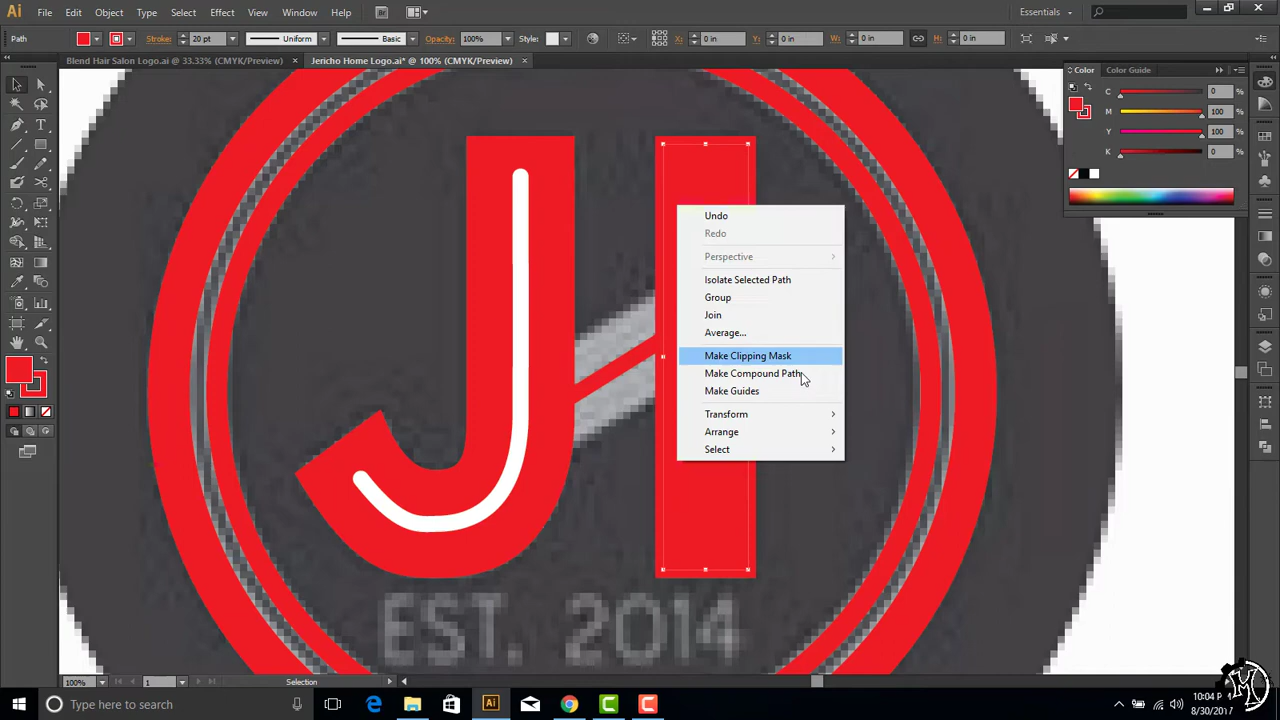 Ai File Edit Object Type Select Effect View Window Help Br Essentials
Path Stroke: 20 pt Uniform Basic Opacity: 100% Style: X: 0 in Y: 0 in W: 0 in H: 0 in
Blend Hair Salon Logo.ai @ 33.33% (CMYK/Preview) × Jericho Home Logo.ai* @ 100% (CMYK/Preview) ×
Color Color Guide
C 0 %
M 100 %
Y 100 %
K 0 %
JH
Undo
Redo
Perspective
Isolate Selected Path
Group
Join
Average...
Make Clipping Mask
Make Compound Path
Make Guides
Transform
Arrange
Select
EST. 2014
100% 1 Selection
Type here to search
Ai
10:04 P
8/30/201